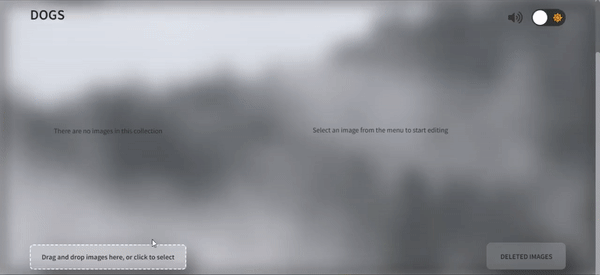 DOGS
There are no images in this collection
Select an image from the menu to start editing
Drag and drop images here, or click to select
DELETED IMAGES